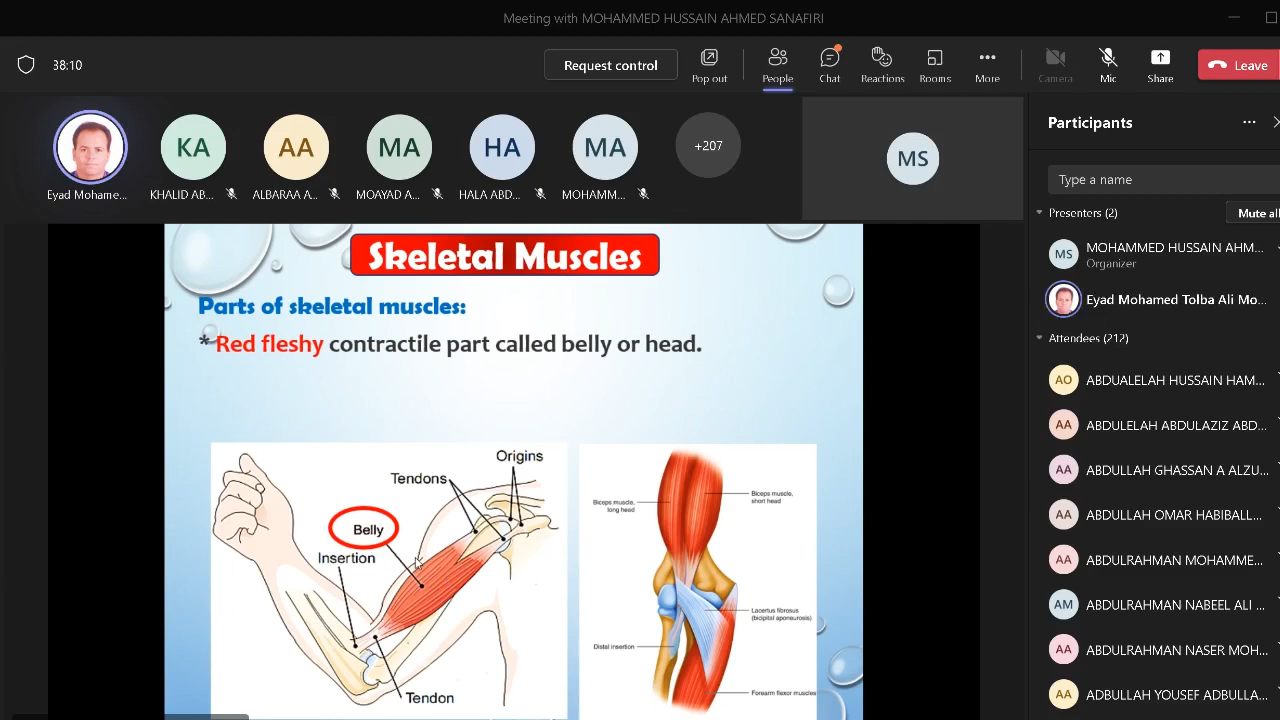 Meeting with MOHAMMED HUSSAIN AHMED SANAFIRI
38:10
Request control
Pop out
People
Chat
Reactions
Rooms
More
Camera
Mic
Share
Leave
KA
AA
MA
HA
MA
+207
MS
Eyad Mohame...
KHALID AB...
ALBARAA A...
MOAYAD A...
HALA ABD...
MOHAMM...
Participants
Type a name
Presenters (2)
Mute all
MS
MOHAMMED HUSSAIN AHM...
Organizer
Eyad Mohamed Tolba Ali Mo...
Attendees (212)
AO
ABDUALELAH HUSSAIN HAM...
AA
ABDULELAH ABDULAZIZ ABD...
AA
ABDULLAH GHASSAN A ALZU...
AA
ABDULLAH OMAR HABIBALL...
AA
ABDULRAHMAN MOHAMME...
AM
ABDULRAHMAN
AA
ABDULRAHMAN NASER MOH...
AA
Skeletal Muscles
Parts of skeletal muscles:
* Red fleshy contractile part called belly or head.
Origins
Tendons
Belly
Insertion
Tendon
Biceps muscle,
long head
Biceps muscle,
short head
Lacertus fibrosus
(bicipital aponeurosis)
Distal insertion
Forearm flexor muscles